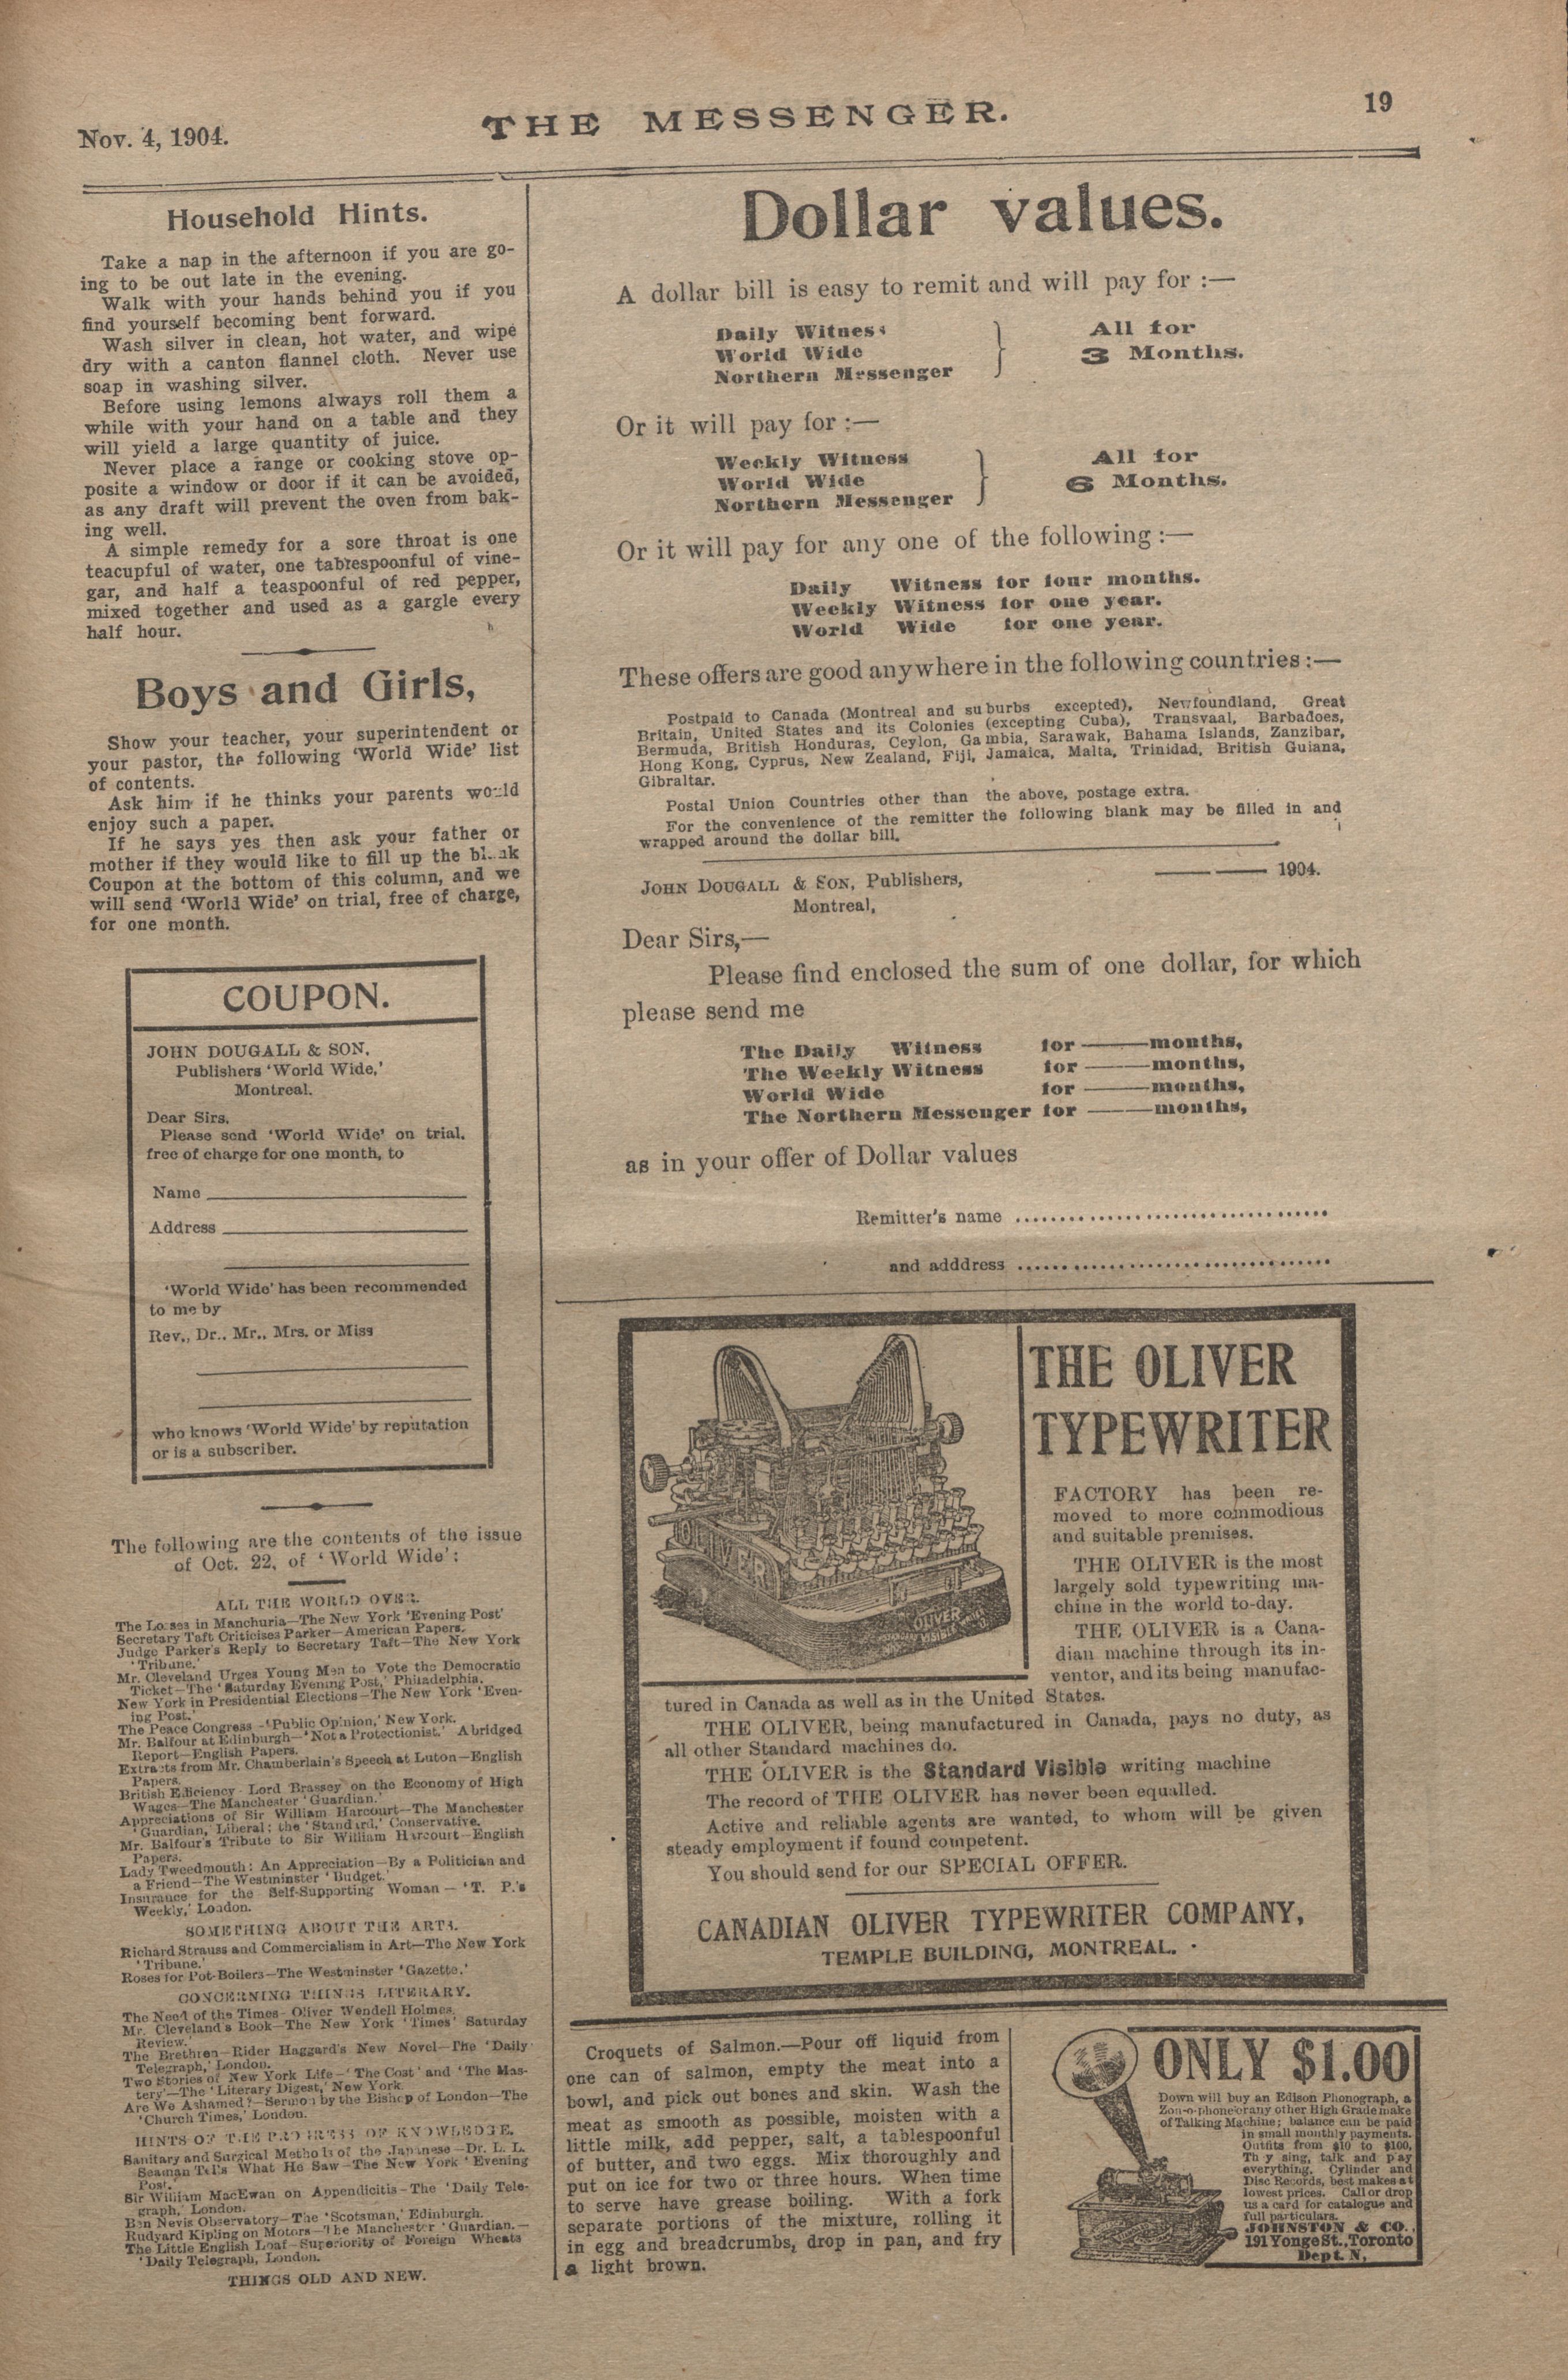 Nov. 4, 1904.
THE MESSENGER.
19
Household Hints.
Take a nap in the afternoon if you are go-
ing to be out late in the evening.
Walk with your hands behind you if you
find yourself becoming bent forward.
Wash silver in clean, hot water, and wipe
dry with a canton flannel cloth. Never use
soap in washing silver.
Before using lemons always roll them a
while with your hand on a table and they
will yield a large quantity of juice.
Never place a range or cooking stove op-
posite a window or door if it can be avoided,
as any draft will prevent the oven from bak-
ing well.
A simple remedy for a sore throat is one
teacupful of water, one tablespoonful of vine-
gar, and half a teaspoonful of red pepper,
mixed together and used as a gargle every
half hour.
Boys and Girls,
Show your teacher, your superintendent or
your pastor, the following 'World Wide' list
of contents.
Ask him if he thinks your parents would
enjoy such a paper.
If he says yes then ask your father or
mother if they would like to fill up the blank
Coupon at the bottom of this column, and we
will send 'World Wide' on trial, free of charge,
for one month.
COUPON.
JOHN DOUGALL & SON,
Publishers 'World Wide,'
Montreal.
Dear Sirs,
Please send 'World Wide' on trial,
free of charge for one month, to
Name
Address
'World Wide' has been recommended
to me by
Rev., Dr., Mr., Mrs. or Miss
who knows 'World Wide' by reputation
or is a subscriber.
The following are the contents of the issue
of Oct. 22, of 'World Wide':
ALL THE WORLD OVER.
The Losses in Manchuria—The New York 'Evening Post'
Secretary Taft Criticises Parker—American Papers.
Judge Parker's Reply to Secretary Taft—The New York
'Tribune.'
Mr. Cleveland Urges Young Men to Vote the Democratic
Ticket—The 'Saturday Evening Post,' Philadelphia.
New York in Presidential Elections—The New York 'Even-
ing Post.'
The Peace Congress—'Public Opinion,' New York.
Mr. Balfour at Edinburgh—'Not a Protectionist.' Abridged
Report—English Papers.
Extracts from Mr. Chamberlain's Speech at Luton—English
Papers.
British Efficiency—Lord Brassey on the Economy of High
Wages—The Manchester 'Guardian.'
Appreciations of Sir William Harcourt—The Manchester
'Guardian,' Liberal; the 'Standard,' Conservative.
Mr. Balfour's Tribute to Sir William Harcourt—English
Papers.
Lady Tweedmouth: An Appreciation—By a Politician and
a Friend—The Westminster 'Budget.'
Insurance for the Self-Supporting Woman—'T. P.'s
Weekly,' London.
SOMETHING ABOUT THE ARTS.
Richard Strauss and Commercialism in Art—The New York
'Tribune.'
Roses for Pot-Boilers—The Westminster 'Gazette.'
CONCERNING THINGS LITERARY.
The Need of the Times—Oliver Wendell Holmes.
Mr. Cleveland's Book—The New York 'Times' Saturday
Review.'
The Brethren—Rider Haggard's New Novel—The 'Daily
Telegraph,' London.
Two Stories of New York Life—'The Cost' and 'The Mas-
tery'—The 'Literary Digest,' New York.
Are We Ashamed?—Sermon by the Bishop of London—The
'Church Times,' London.
HINTS OF THE PROGRESS OF KNOWLEDGE.
Sanitary and Surgical Methods of the Japanese—Dr. L. L.
Seaman Tells What He Saw—The New York 'Evening
Post.'
Sir William MacEwan on Appendicitis—The 'Daily Tele-
graph,' London.
Ben Nevis Observatory—The 'Scotsman,' Edinburgh.
Rudyard Kipling on Motors—The Manchester 'Guardian.—
The Little English Loaf—Superiority of Foreign Wheats
'Daily Telegraph, London.
THINGS OLD AND NEW.
Dollar values.
A dollar bill is easy to remit and will pay for :—
Daily Witness
World Wide
Northern Messenger
All for
3 Months.
Or it will pay for :—
Weekly Witness
World Wide
Northern Messenger
All for
6 Months.
Or it will pay for any one of the following :—
Daily Witness for four months.
Weekly Witness for one year.
World Wide for one year.
These offers are good anywhere in the following countries :—
Postpaid to Canada (Montreal and suburbs excepted), Newfoundland, Great
Britain, United States and its Colonies (excepting Cuba), Transvaal, Barbadoes,
Bermuda, British Honduras, Ceylon, Gambia, Sarawak, Bahama Islands, Zanzibar,
Hong Kong, Cyprus, New Zealand, Fiji, Jamaica, Malta, Trinidad, British Guiana,
Gibraltar.
Postal Union Countries other than the above, postage extra.
For the convenience of the remitter the following blank may be filled in and
wrapped around the dollar bill.
—— —— 1904.
JOHN DOUGALL & SON, Publishers,
Montreal,
Dear Sirs,—
Please find enclosed the sum of one dollar, for which
please send me
The Daily Witness for ——months,
The Weekly Witness for ——months,
World Wide for ——months,
The Northern Messenger for ——months,
as in your offer of Dollar values
Remitter's name ....................................
and adddress ....................................
OLIVER
OLIVER
THE OLIVER
TYPEWRITER
FACTORY has been re-
moved to more commodious
and suitable premises.
THE OLIVER is the most
largely sold typewriting ma-
chine in the world to-day.
THE OLIVER is a Cana-
dian machine through its in-
ventor, and its being manufac-
tured in Canada as well as in the United States.
THE OLIVER, being manufactured in Canada, pays no duty, as
all other Standard machines do.
THE OLIVER is the Standard Visible writing machine
The record of THE OLIVER has never been equalled.
Active and reliable agents are wanted, to whom will be given
steady employment if found competent.
You should send for our SPECIAL OFFER.
CANADIAN OLIVER TYPEWRITER COMPANY,
TEMPLE BUILDING, MONTREAL.
Croquets of Salmon.—Pour off liquid from
one can of salmon, empty the meat into a
bowl, and pick out bones and skin. Wash the
meat as smooth as possible, moisten with a
little milk, add pepper, salt, a tablespoonful
of butter, and two eggs. Mix thoroughly and
put on ice for two or three hours. When time
to serve have grease boiling. With a fork
separate portions of the mixture, rolling it
in egg and breadcrumbs, drop in pan, and fry
a light brown.
ONLY $1.00
Down will buy an Edison Phonograph, a
Zon-o-phone or any other High Grade make
of Talking Machine; balance can be paid
in small monthly payments.
Outfits from $10 to $100,
Th y sing, talk and play
everything. Cylinder and
Disc Records, best makes at
lowest prices. Call or drop
us a card for catalogue and
full particulars.
JOHNSTON & CO.,
191 Yonge St., Toronto
Dept. N,